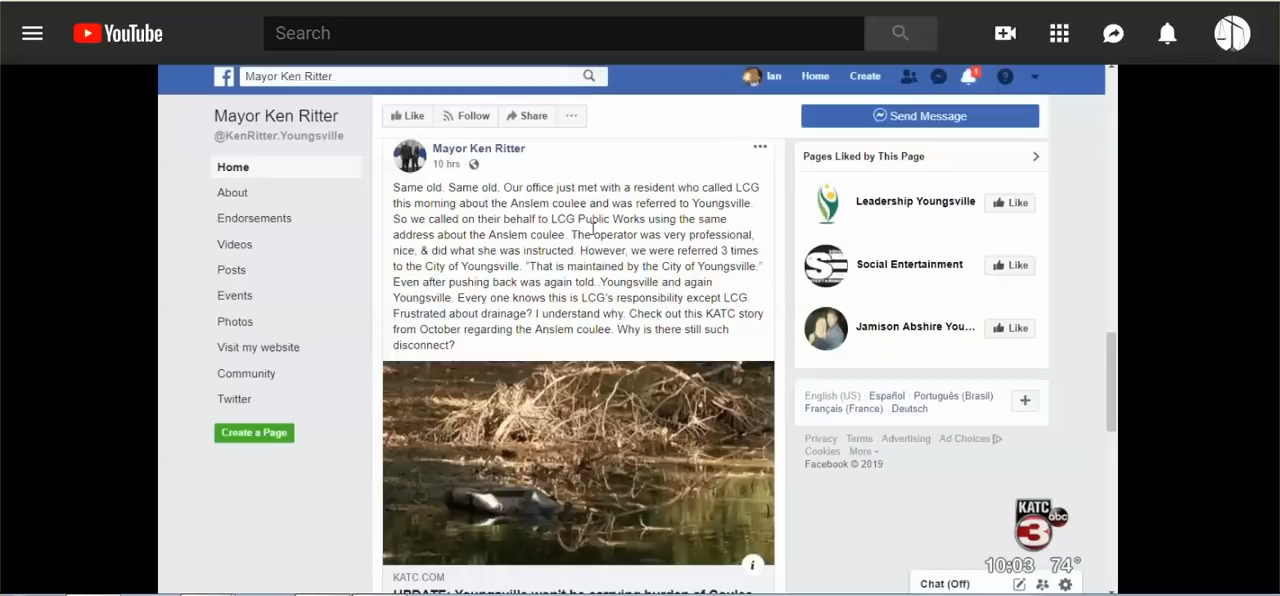 YouTube
Search
Mayor Ken Ritter
Ian
Home
Create
1
Mayor Ken Ritter
@KenRitter.Youngsville
Home
About
Endorsements
Videos
Posts
Events
Photos
Visit my website
Community
Twitter
Create a Page
Like
Follow
Share
...
Send Message
Mayor Ken Ritter
10 hrs
Same old. Same old. Our office just met with a resident who called LCG
this morning about the Anslem coulee and was referred to Youngsville.
So we called on their behalf to LCG Public Works using the same
address about the Anslem coulee. The operator was very professional,
nice, & did what she was instructed. However, we were referred 3 times
to the City of Youngsville. "That is maintained by the City of Youngsville."
Even after pushing back was again told..Youngsville and again
Youngsville. Every one knows this is LCG's responsibility except LCG.
Frustrated about drainage? I understand why. Check out this KATC story
from October regarding the Anslem coulee. Why is there still such
disconnect?
i
KATC.COM
UPDATE: Youngsville won't be carrying burden of Coulee
Pages Liked by This Page
Leadership Youngsville
Like
Social Entertainment
Like
Jamison Abshire You...
Like
English (US) · Español · Português (Brasil) ·
Français (France) · Deutsch
Privacy · Terms · Advertising · Ad Choices
Cookies · More
Facebook © 2019
KATC
abc
3
10:03 74°
Chat (Off)